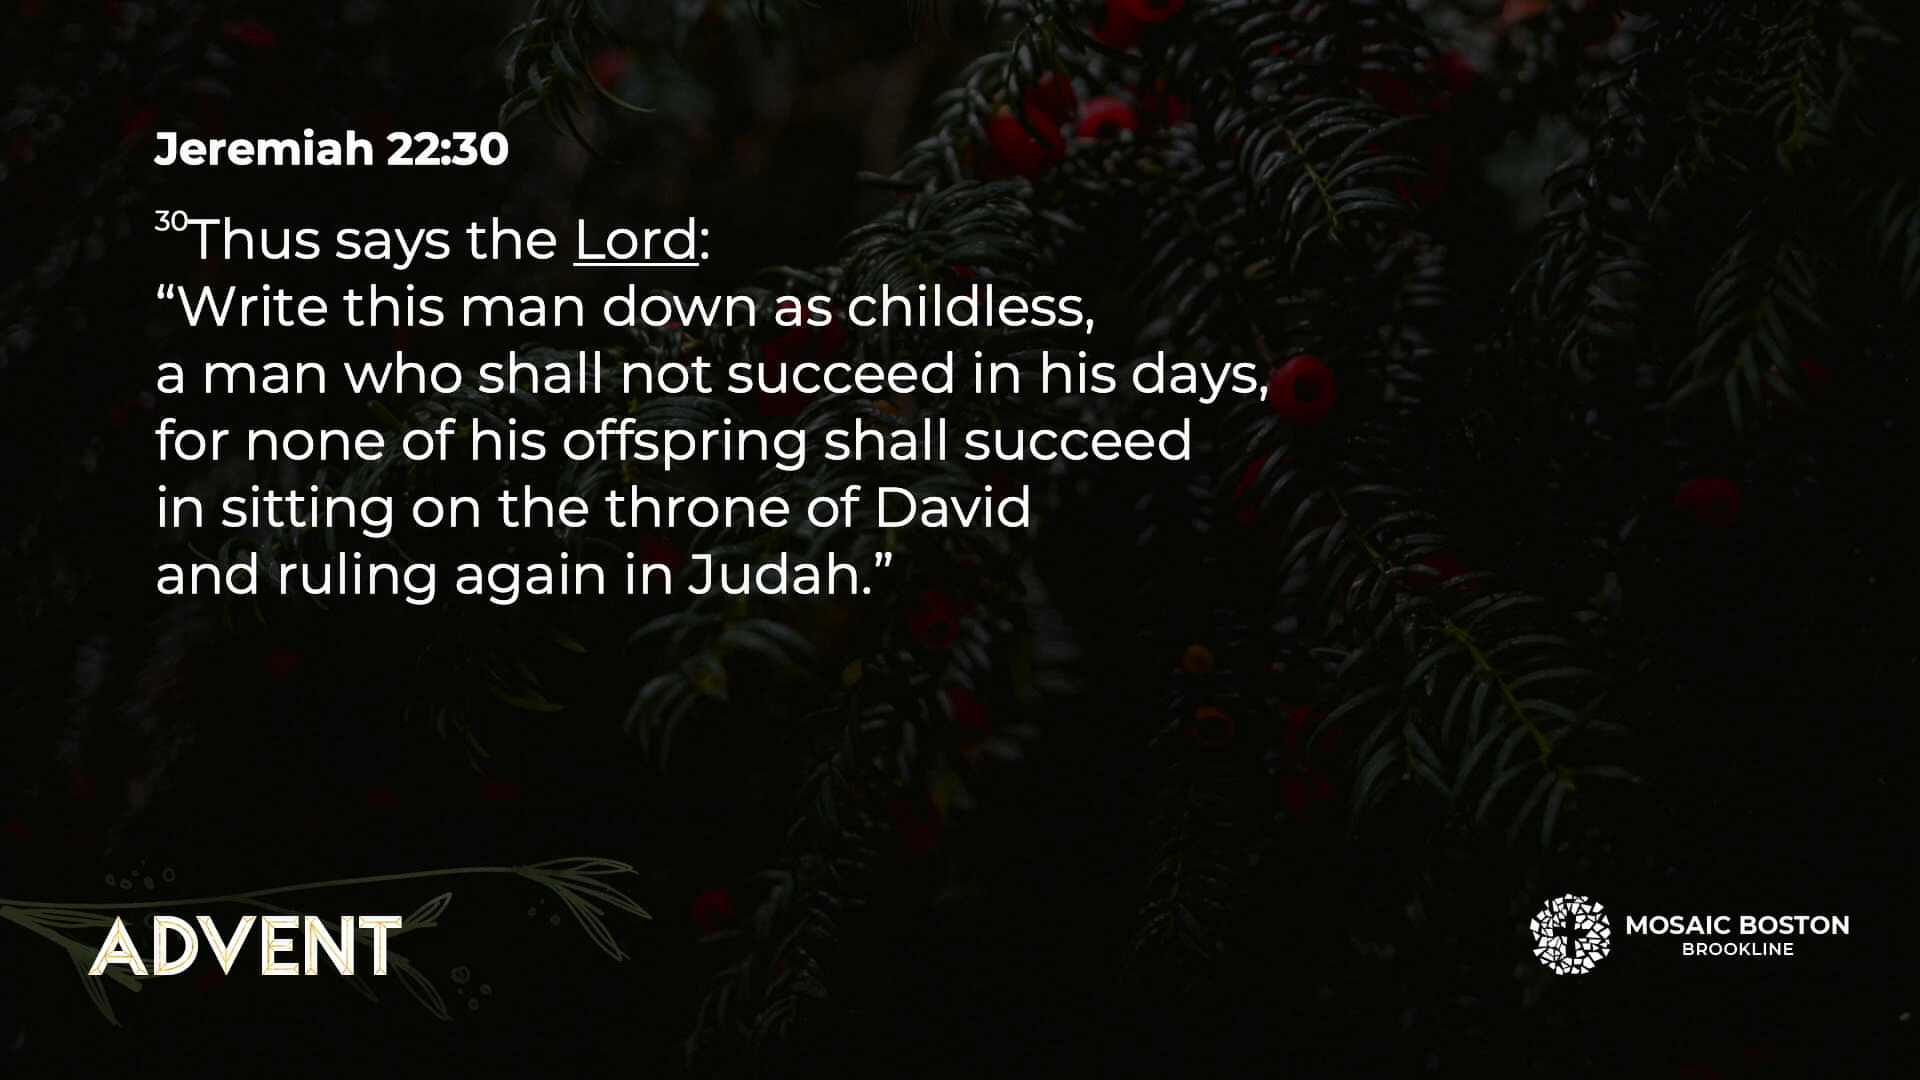 Jeremiah 22:30
30Thus says the Lord:
“Write this man down as childless,
a man who shall not succeed in his days,
for none of his offspring shall succeed
in sitting on the throne of David
and ruling again in Judah.”
ADVENT
MOSAIC BOSTON
BROOKLINE